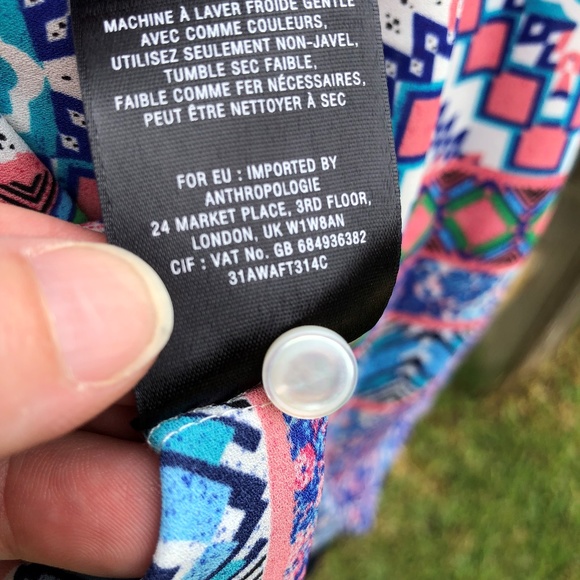 MACHINE À LAVER FROIDE GENTLE
AVEC COMME COULEURS,
UTILISEZ SEULEMENT NON-JAVEL,
TUMBLE SEC FAIBLE,
FAIBLE COMME FER NÉCESSAIRES,
PEUT ÊTRE NETTOYER À SEC
FOR EU : IMPORTED BY
ANTHROPOLOGIE
24 MARKET PLACE, 3RD FLOOR,
LONDON, UK W1W8AN
CIF : VAT No. GB 684936382
31AWAFT314C